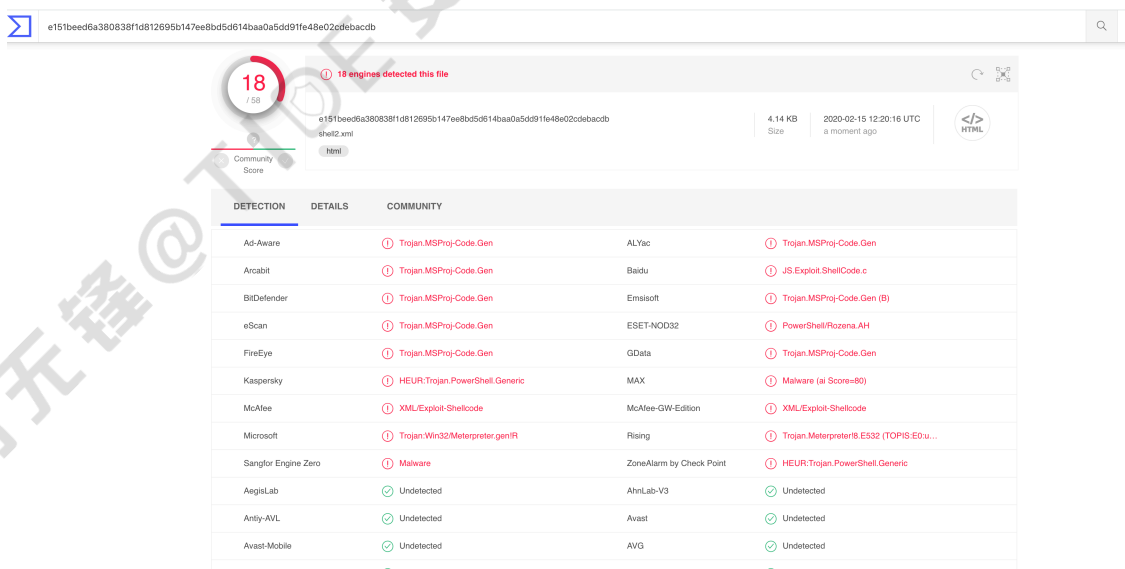 e151beed6a380838f1d812695b147ee8bd5d614baa0a5dd91fe48e02cdebacdb
18
/ 58
Community
Score
18 engines detected this file
e151beed6a380838f1d812695b147ee8bd5d614baa0a5dd91fe48e02cdebacdb
shell2.xml
html
4.14 KB
Size
2020-02-15 12:20:16 UTC
a moment ago
</>
HTML
DETECTION DETAILS COMMUNITY
Ad-Aware Trojan.MSProj-Code.Gen ALYac Trojan.MSProj-Code.Gen
Arcabit Trojan.MSProj-Code.Gen Baidu JS.Exploit.ShellCode.c
BitDefender Trojan.MSProj-Code.Gen Emsisoft Trojan.MSProj-Code.Gen (B)
eScan Trojan.MSProj-Code.Gen ESET-NOD32 PowerShell/Rozena.AH
FireEye Trojan.MSProj-Code.Gen GData Trojan.MSProj-Code.Gen
Kaspersky HEUR:Trojan.PowerShell.Generic MAX Malware (ai Score=80)
McAfee XML/Exploit-Shellcode McAfee-GW-Edition XML/Exploit-Shellcode
Microsoft Trojan:Win32/Meterpreter.gen!R Rising Trojan.Meterpreter!8.E532 (TOPIS:E0:u...
Sangfor Engine Zero Malware ZoneAlarm by Check Point HEUR:Trojan.PowerShell.Generic
AegisLab Undetected AhnLab-V3 Undetected
Antiy-AVL Undetected Avast Undetected
Avast-Mobile Undetected AVG Undetected
无锋@TIDE安